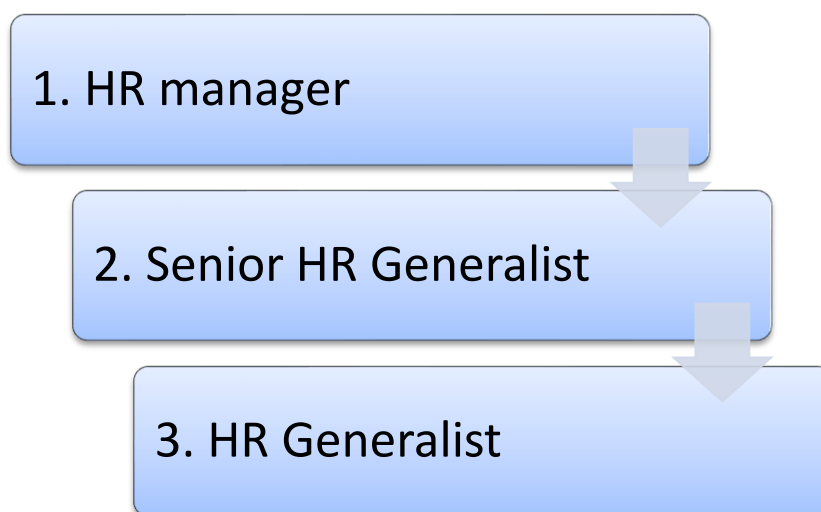 1. HR manager
2. Senior HR Generalist
3. HR Generalist